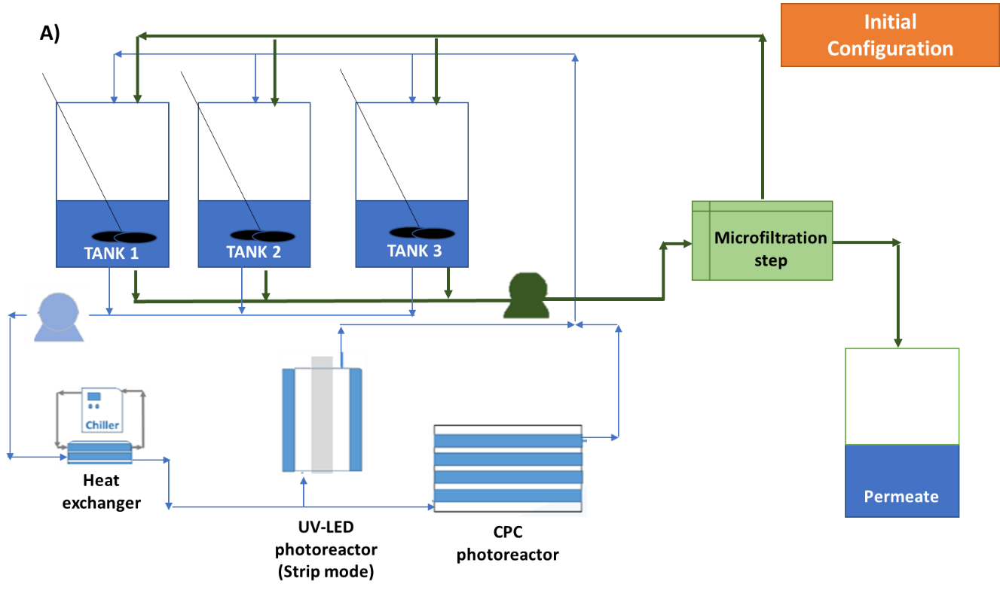 A)
Initial
Configuration
TANK 1
TANK 2
TANK 3
Microfiltration
step
Chiller
Heat
exchanger
UV-LED
photoreactor
(Strip mode)
CPC
photoreactor
Permeate